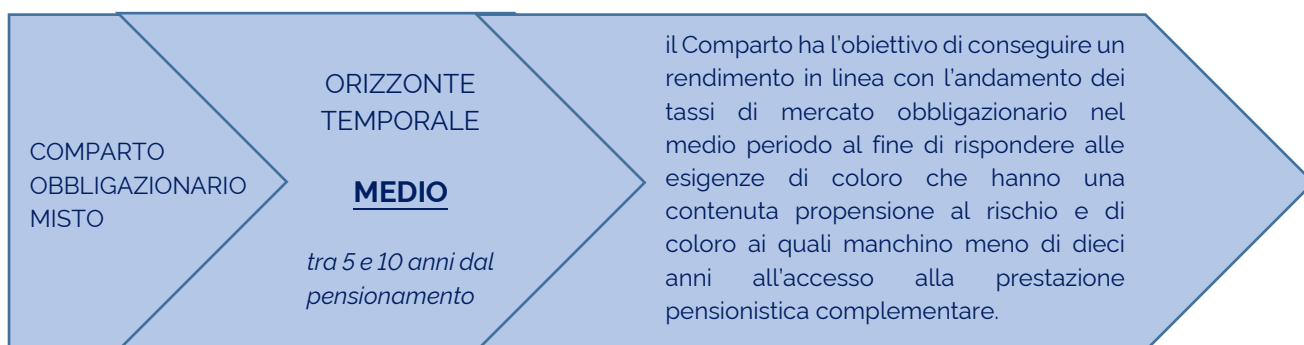 COMPARTO
OBBLIGAZIONARIO
MISTO
ORIZZONTE
TEMPORALE
MEDIO
tra 5 e 10 anni dal
pensionamento
il Comparto ha l'obiettivo di conseguire un
rendimento in linea con l'andamento dei
tassi di mercato obbligazionario nel
medio periodo al fine di rispondere alle
esigenze di coloro che hanno una
contenuta propensione al rischio e di
coloro ai quali manchino meno di dieci
anni all'accesso alla prestazione
pensionistica complementare.